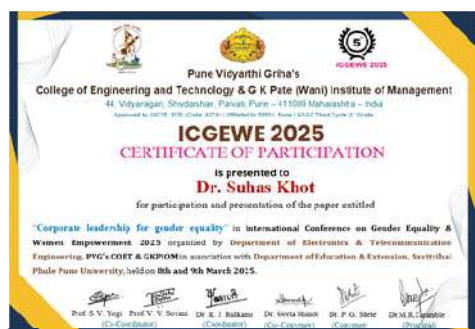 5
ICGEWE 2025
Pune Vidyarthi Griha's
College of Engineering and Technology & G K Pate (Wani) Institute of Management
44, Vidyanagari, Shivdarshan, Parvati, Pune – 411009 Maharashtra – India
ICGEWE 2025
CERTIFICATE OF PARTICIPATION
is presented to
Dr. Suhas Khot
for participation and presentation of the paper entitled
"Corporate leadership for gender equality" in International Conference on Gender Equality &
Women Empowerment 2025 organized by Department of Electronics & Telecommunication
Engineering, PVG's COET & GKPIOM in association with Department of Education & Extension, Savitribai
Phule Pune University, held on 8th and 9th March 2025.
Prof S.V. Yogi Prof V. V. Sovani Dr K. J. Kulkarni Dr. Geeta Shinde Dr P. G. Shete Dr M.R. Tarambale
(Co-Coordinator) (Coordinator) (Co-Convener) (Convener) (Principal)